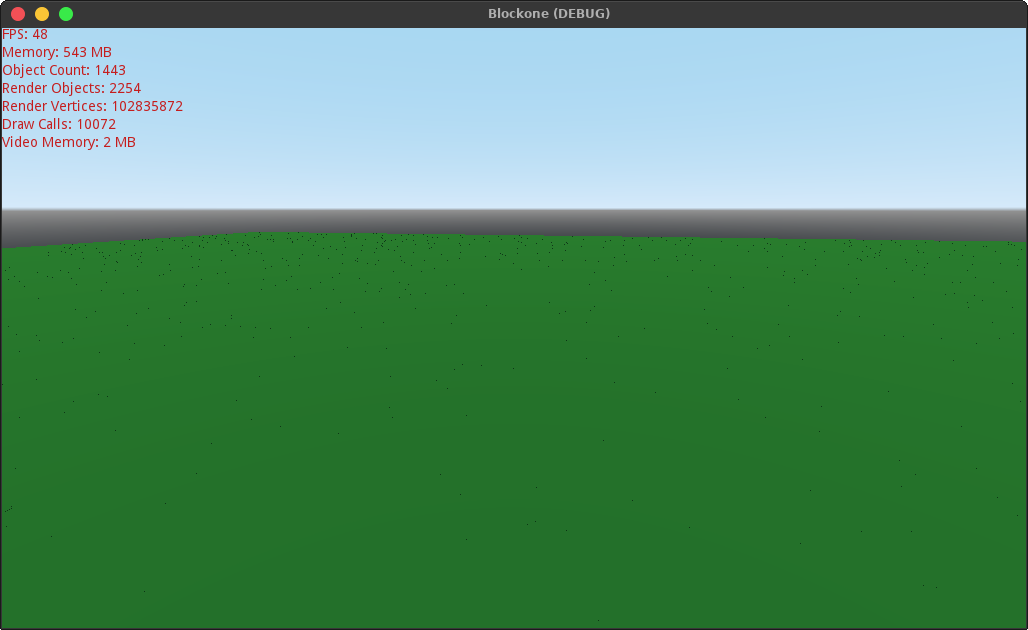 Blockone (DEBUG)
FPS: 48
Memory: 543 MB
Object Count: 1443
Render Objects: 2254
Render Vertices: 102835872
Draw Calls: 10072
Video Memory: 2 MB